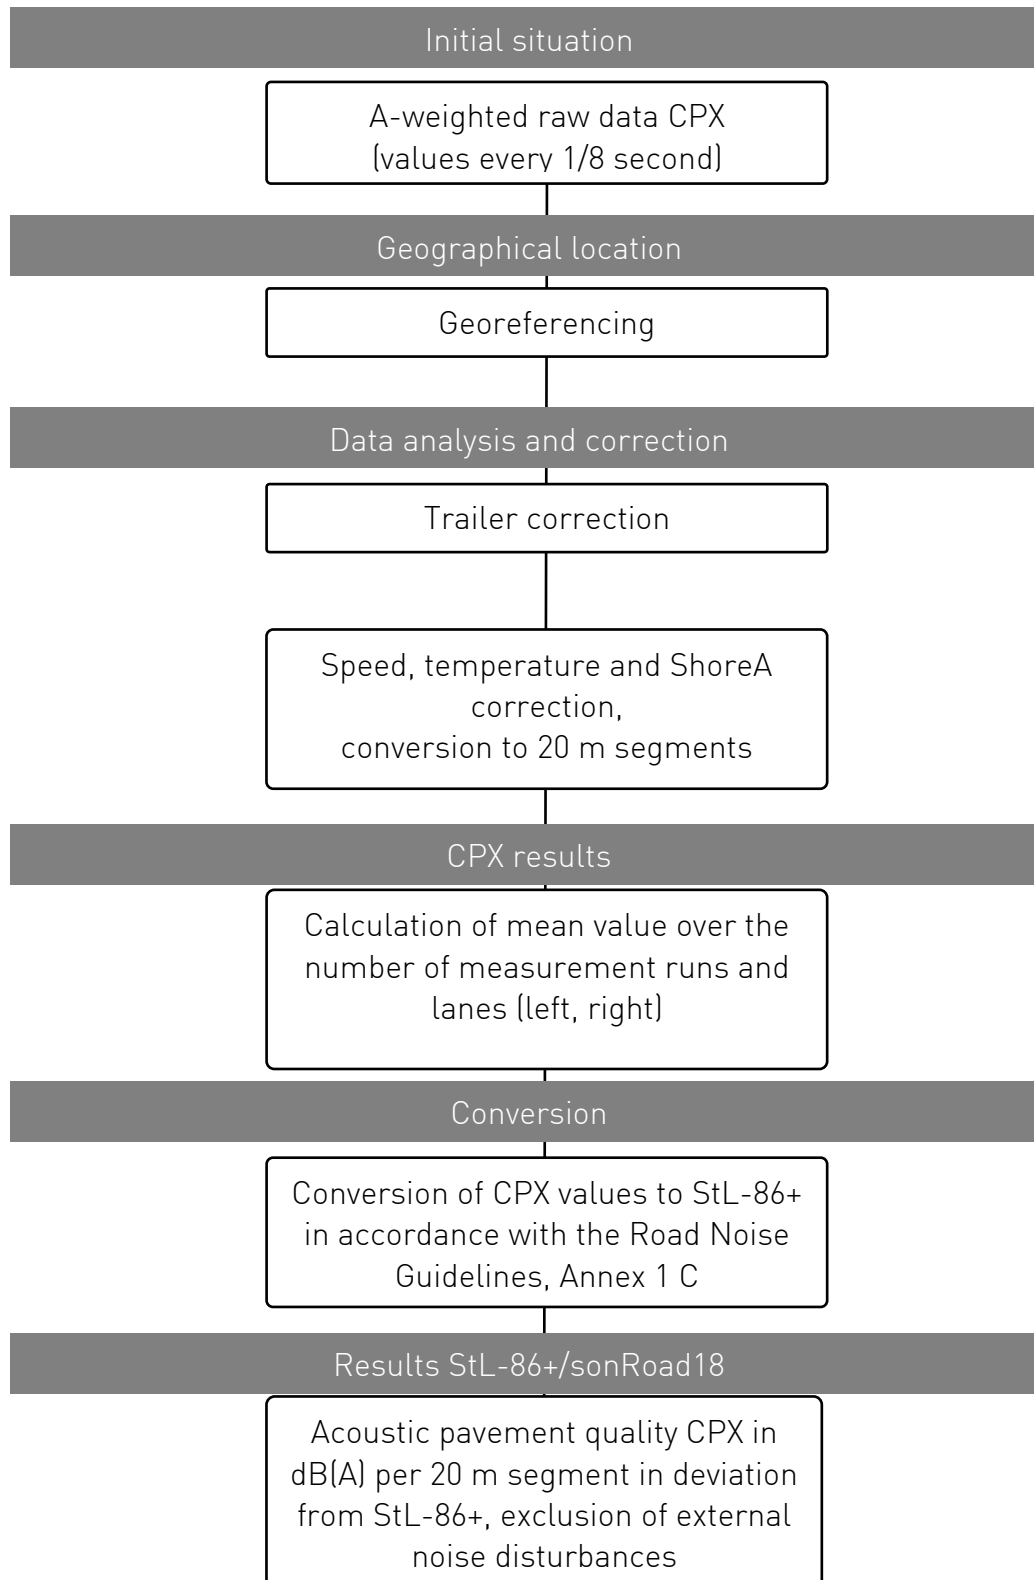 Initial situation
A-weighted raw data CPX
(values every 1/8 second)
Geographical location
Georeferencing
Data analysis and correction
Trailer correction
Speed, temperature and ShoreA
correction,
conversion to 20 m segments
CPX results
Calculation of mean value over the
number of measurement runs and
lanes (left, right)
Conversion
Conversion of CPX values to StL-86+
in accordance with the Road Noise
Guidelines, Annex 1 C
Results StL-86+/sonRoad18
Acoustic pavement quality CPX in
dB(A) per 20 m segment in deviation
from StL-86+, exclusion of external
noise disturbances